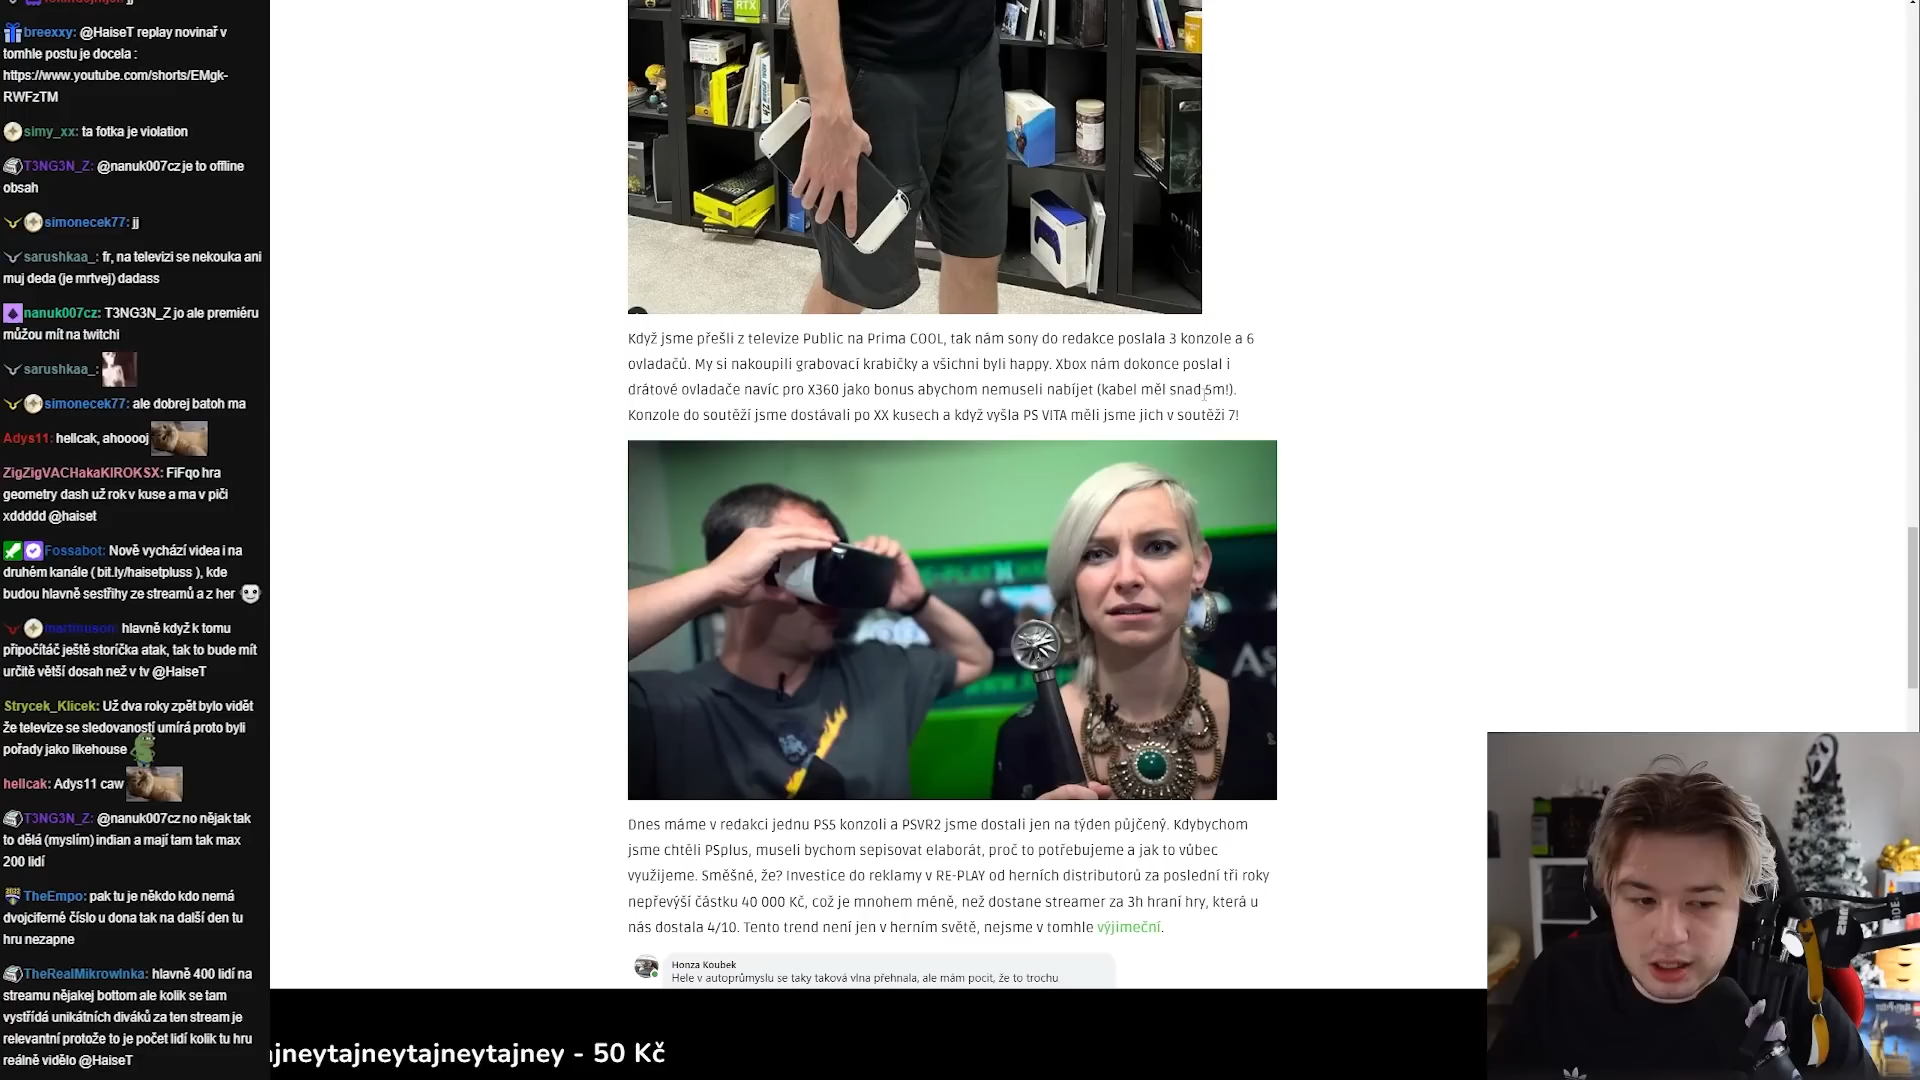 breexxy: @HaiseT replay novinař v
tomhle postu je docela :
https://www.youtube.com/shorts/EMgk-
RWFzTM
simy_xx: ta fotka je violation
T3NG3N_Z: @nanuk007cz je to offline
obsah
simonecek77: jj
sarushkaa_: fr, na televizi se nekouka ani
muj deda (je mrtvej) dadass
nanuk007cz: T3NG3N_Z jo ale premiéru
můžou mít na twitchi
sarushkaa_:
simonecek77: ale dobrej batoh ma
Adys11: hellcak, ahooooj
ZigZigVACHakaKIROKSX: FiFqo hra
geometry dash už rok v kuse a ma v piči
xddddd @haiset
Fossabot: Nově vychází videa i na
druhém kanále ( bit.ly/haisetpluss ), kde
budou hlavně sestřihy ze streamů a z her
martinuson: hlavně když k tomu
připočítáč ještě storíčka atak, tak to bude mít
určitě větší dosah než v tv @HaiseT
Strycek_Klicek: Už dva roky zpět bylo vidět
že televize se sledovaností umírá proto byli
pořady jako likehouse
hellcak: Adys11 caw
T3NG3N_Z: @nanuk007cz no nějak tak
to dělá (myslím) indian a mají tam tak max
200 lidí
TheEmpo: pak tu je někdo kdo nemá
dvojciferné číslo u dona tak na další den tu
hru nezapne
TheRealMikrowInka: hlavně 400 lidí na
streamu nějakej bottom ale kolik se tam
vystřídá unikátních diváků za ten stream je
relevantní protože to je počet lidí kolik tu hru
reálně vidělo @HaiseT
RTX
Když jsme přešli z televize Public na Prima COOL, tak nám sony do redakce poslala 3 konzole a 6
ovladačů. My si nakoupili grabovací krabičky a všichni byli happy. Xbox nám dokonce poslal i
drátové ovladače navíc pro X360 jako bonus abychom nemuseli nabíjet (kabel měl snad 5m!).
Konzole do soutěží jsme dostávali po XX kusech a když vyšla PS VITA měli jsme jich v soutěži 7!
Dnes máme v redakci jednu PS5 konzoli a PSVR2 jsme dostali jen na týden půjčený. Kdybychom
jsme chtěli PSplus, museli bychom sepisovat elaborát, proč to potřebujeme a jak to vůbec
využijeme. Směšné, že? Investice do reklamy v RE-PLAY od herních distributorů za poslední tři roky
nepřevýší částku 40 000 Kč, což je mnohem méně, než dostane streamer za 3h hraní hry, která u
nás dostala 4/10. Tento trend není jen v herním světě, nejsme v tomhle výjimeční.
Honza Koubek
Hele v autoprůmyslu se taky taková vlna přehnala, ale mám pocit, že to trochu
ajneytajneytajneytajney - 50 Kč